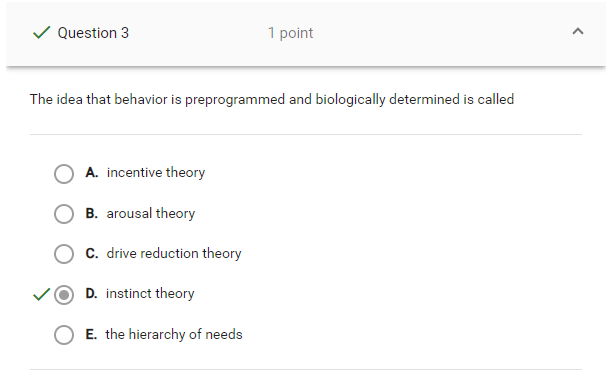 Question 3 1 point
The idea that behavior is preprogrammed and biologically determined is called
A. incentive theory
B. arousal theory
C. drive reduction theory
D. instinct theory
E. the hierarchy of needs